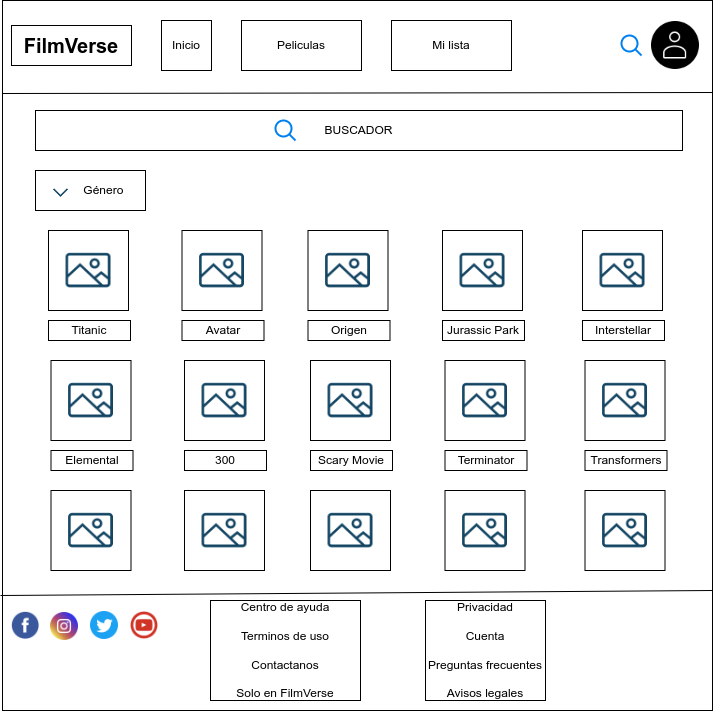 FilmVerse
Inicio
Peliculas
Mi lista
BUSCADOR
Género
Titanic
Avatar
Origen
Jurassic Park
Interstellar
Elemental
300
Scary Movie
Terminator
Transformers
Centro de ayuda
Terminos de uso
Contactanos
Solo en FilmVerse
Privacidad
Cuenta
Preguntas frecuentes
Avisos legales